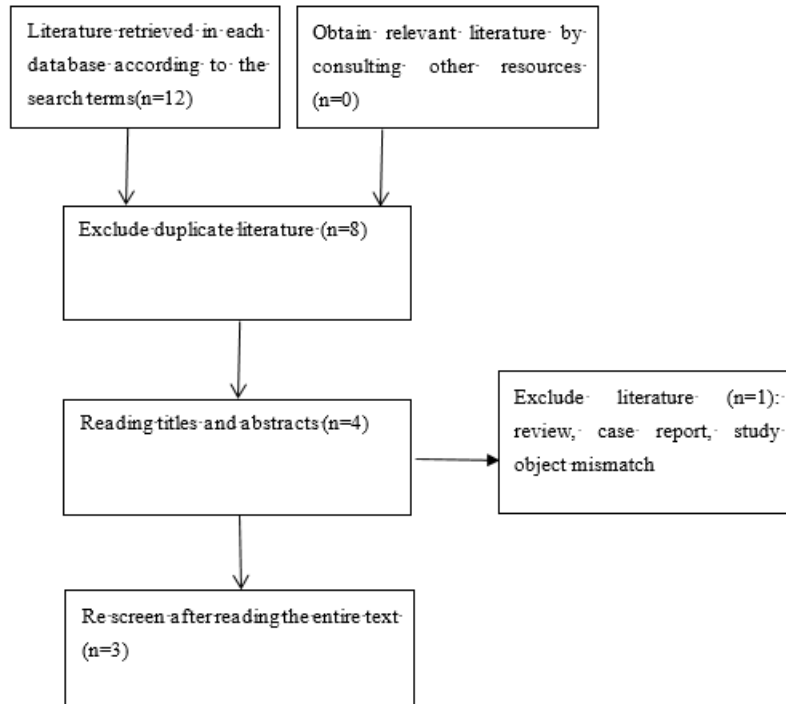 Literature retrieved in each
database according to the
search terms(n=12)
Obtain relevant literature by
consulting other resources
(n=0)
Exclude duplicate literature (n=8)
Reading titles and abstracts (n=4)
Exclude literature (n=1):
review, case report, study
object mismatch
Re screen after reading the entire text
(n=3)